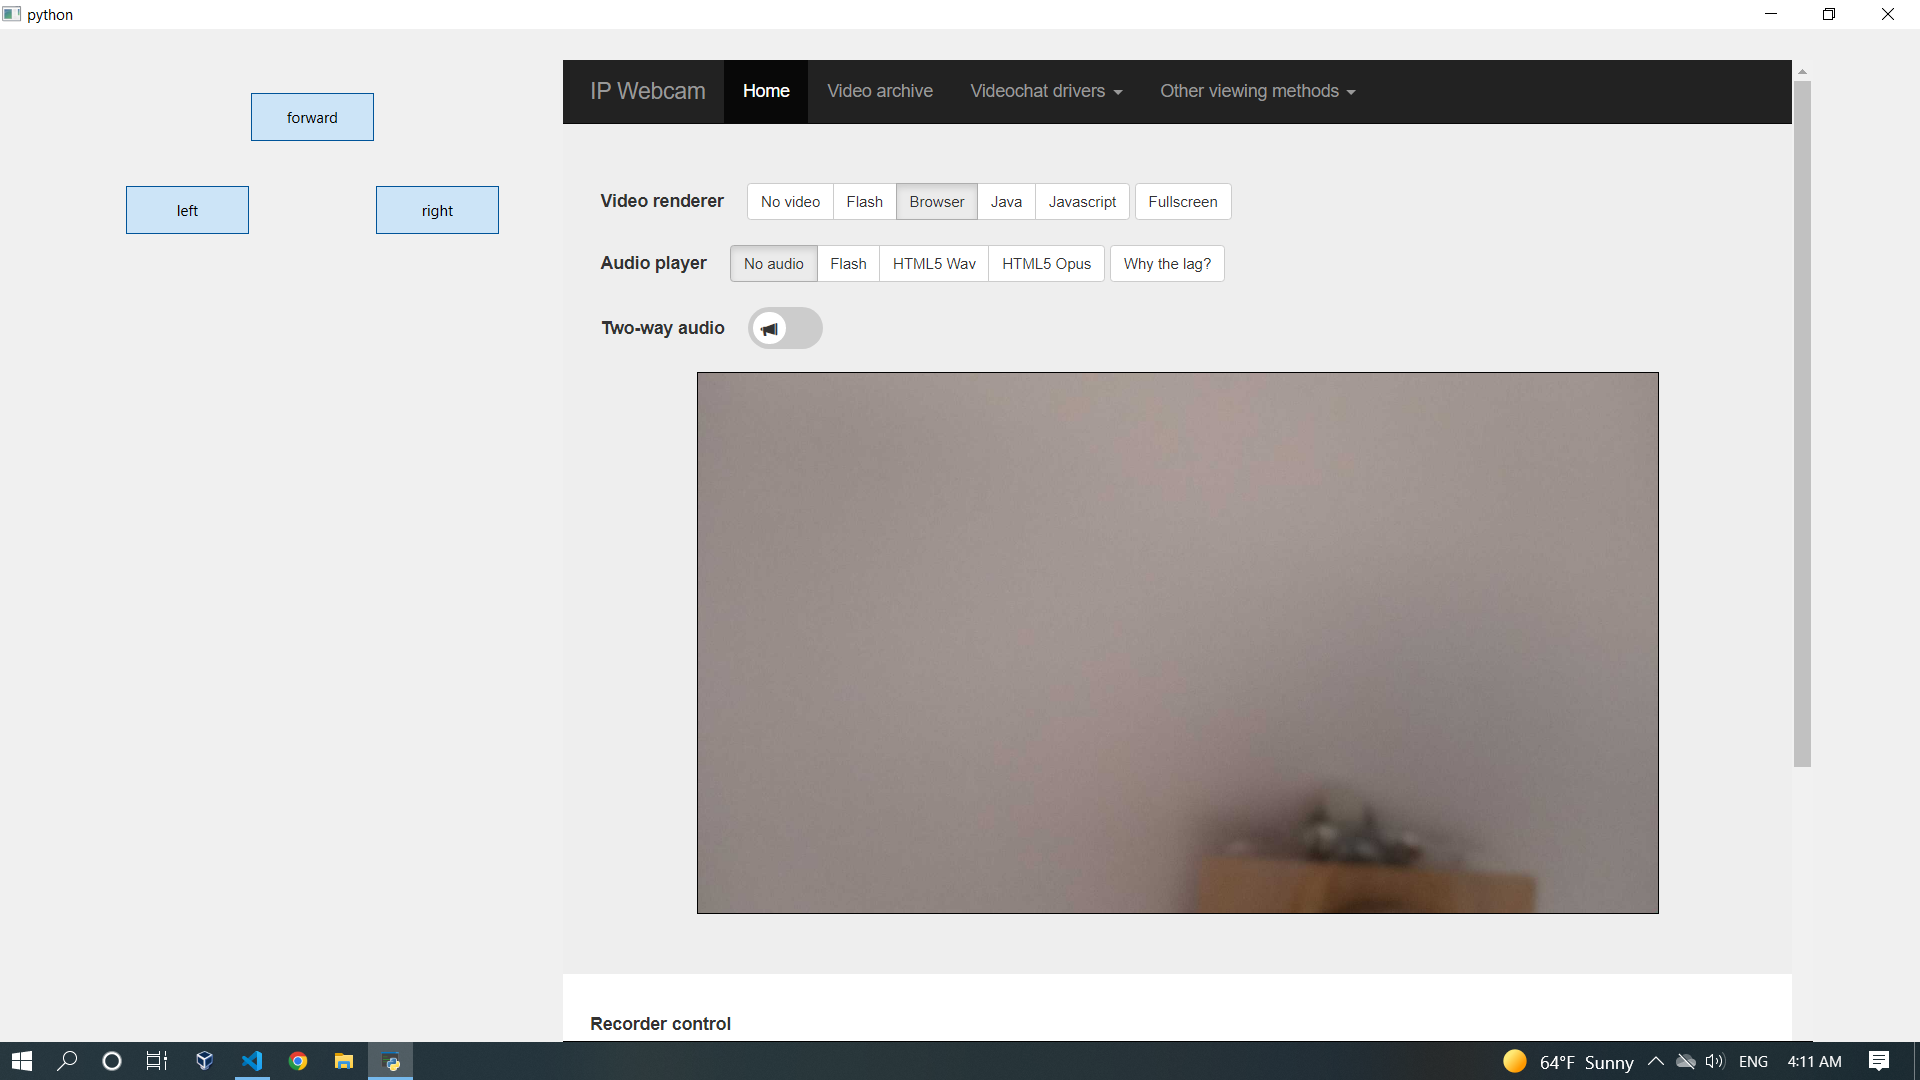 python
forward
left
right
IP Webcam Home Video archive Videochat drivers Other viewing methods
Video renderer No video Flash Browser Java Javascript Fullscreen
Audio player No audio Flash HTML5 Wav HTML5 Opus Why the lag?
Two-way audio
Recorder control
64°F Sunny ENG 4:11 AM